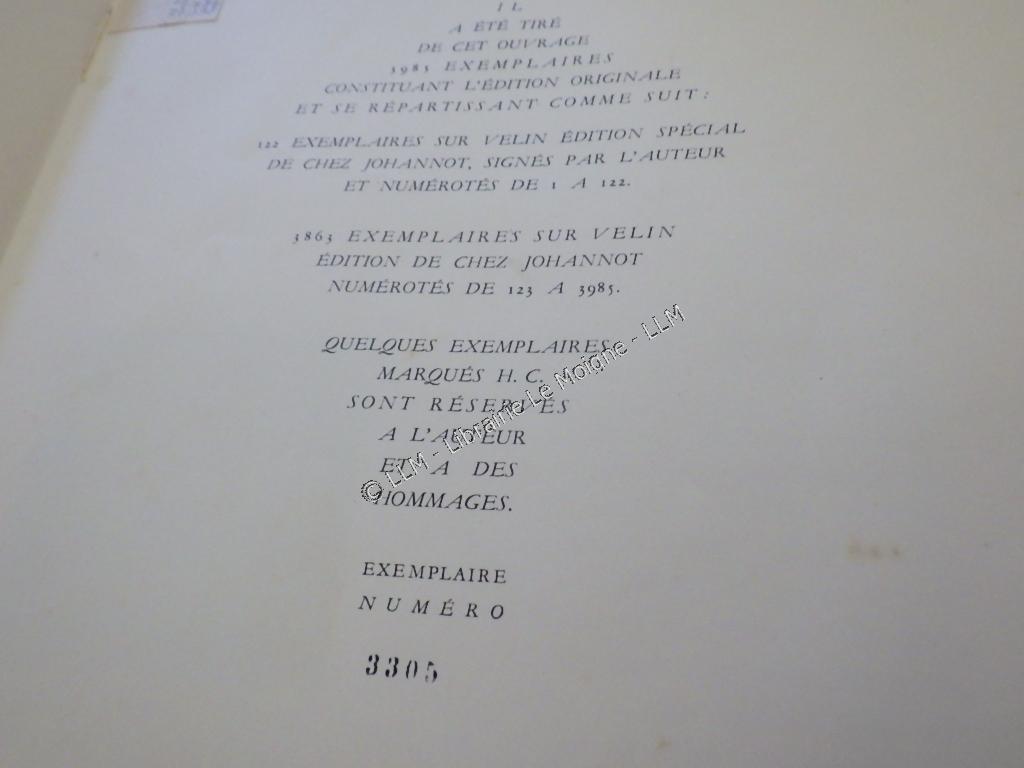 IL
A ÉTÉ TIRÉ
DE CET OUVRAGE
3985 EXEMPLAIRES
CONSTITUANT L'ÉDITION ORIGINALE
ET SE RÉPARTISSANT COMME SUIT :
122 EXEMPLAIRES SUR VELIN ÉDITION SPÉCIAL
DE CHEZ JOHANNOT, SIGNÉS PAR L'AUTEUR
ET NUMÉROTÉS DE 1 A 122.
3863 EXEMPLAIRES SUR VELIN
ÉDITION DE CHEZ JOHANNOT
NUMÉROTÉS DE 123 A 3985.
QUELQUES EXEMPLAIRES
MARQUÉS H. C.
SONT RÉSERVÉS
A L'AUTEUR
ET A DES
HOMMAGES.
EXEMPLAIRE
NUMÉRO
3305
© LLM - Librairie Le Moigne - LLM